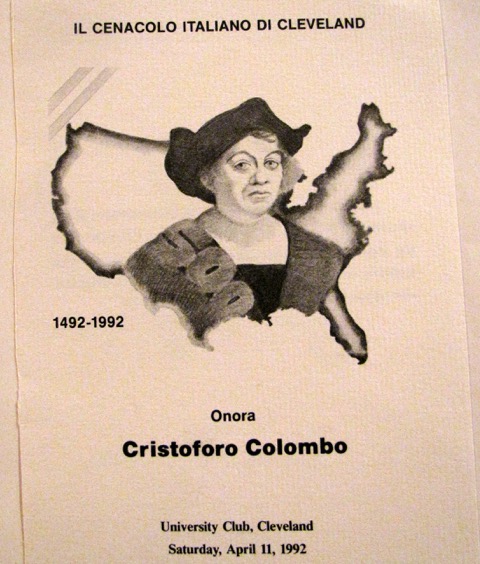 IL CENACOLO ITALIANO DI CLEVELAND
1492-1992
Onora
Cristoforo Colombo
University Club, Cleveland
Saturday, April 11, 1992